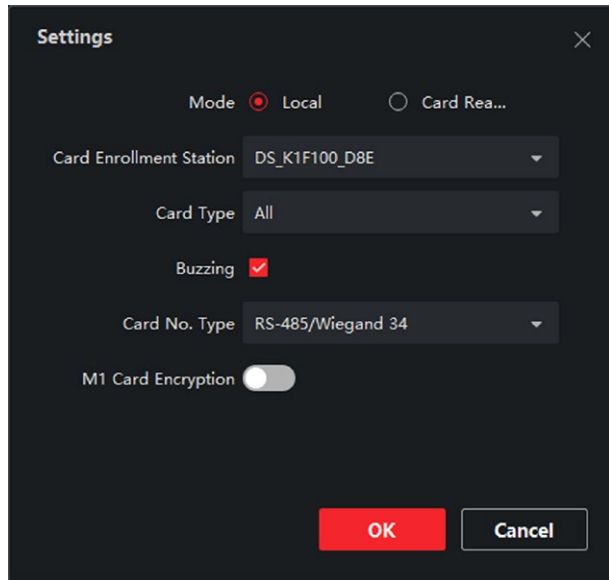 Settings
Mode Local Card Rea...
Card Enrollment Station DS_K1F100_D8E
Card Type All
Buzzing
Card No. Type RS-485/Wiegand 34
M1 Card Encryption
OK Cancel